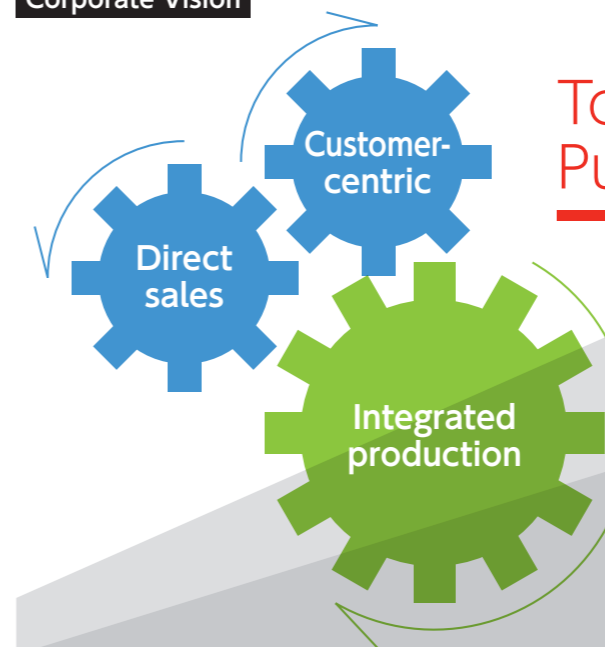 Corporate Vision
Customer-
centric
Direct
sales
Integrated
production